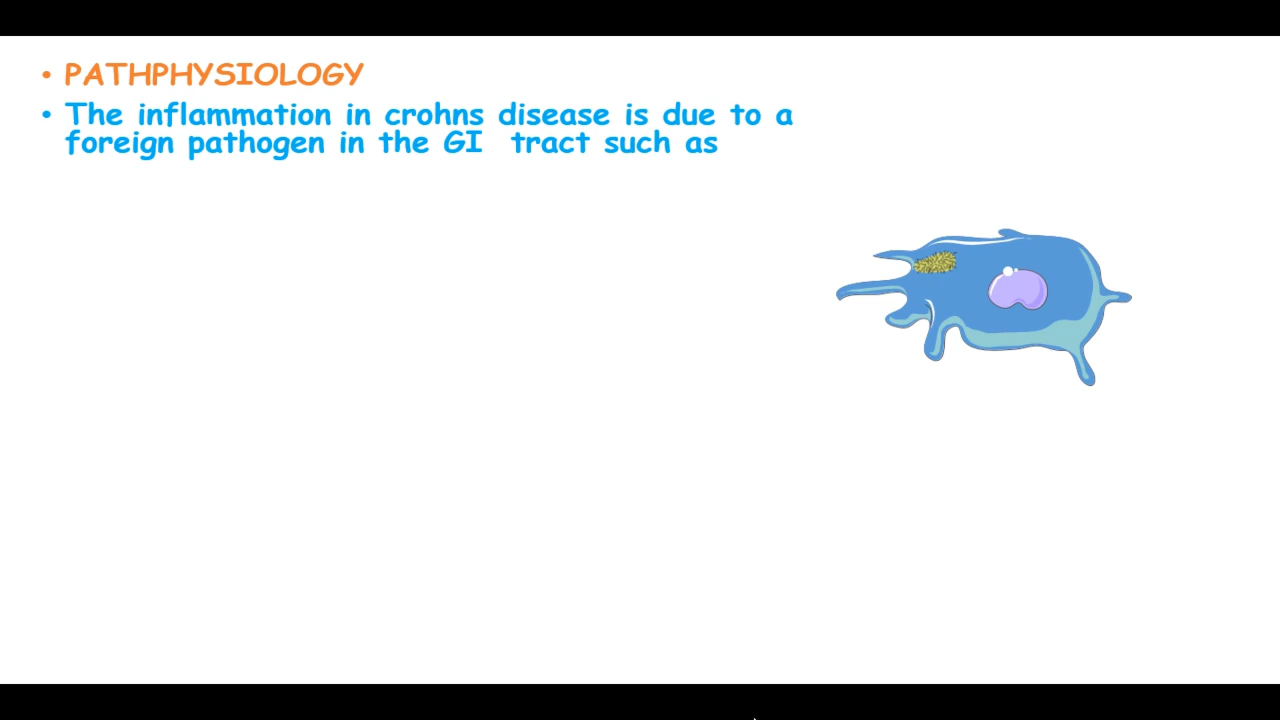 • PATHPHYSIOLOGY
• The inflammation in crohns disease is due to a
foreign pathogen in the GI tract such as